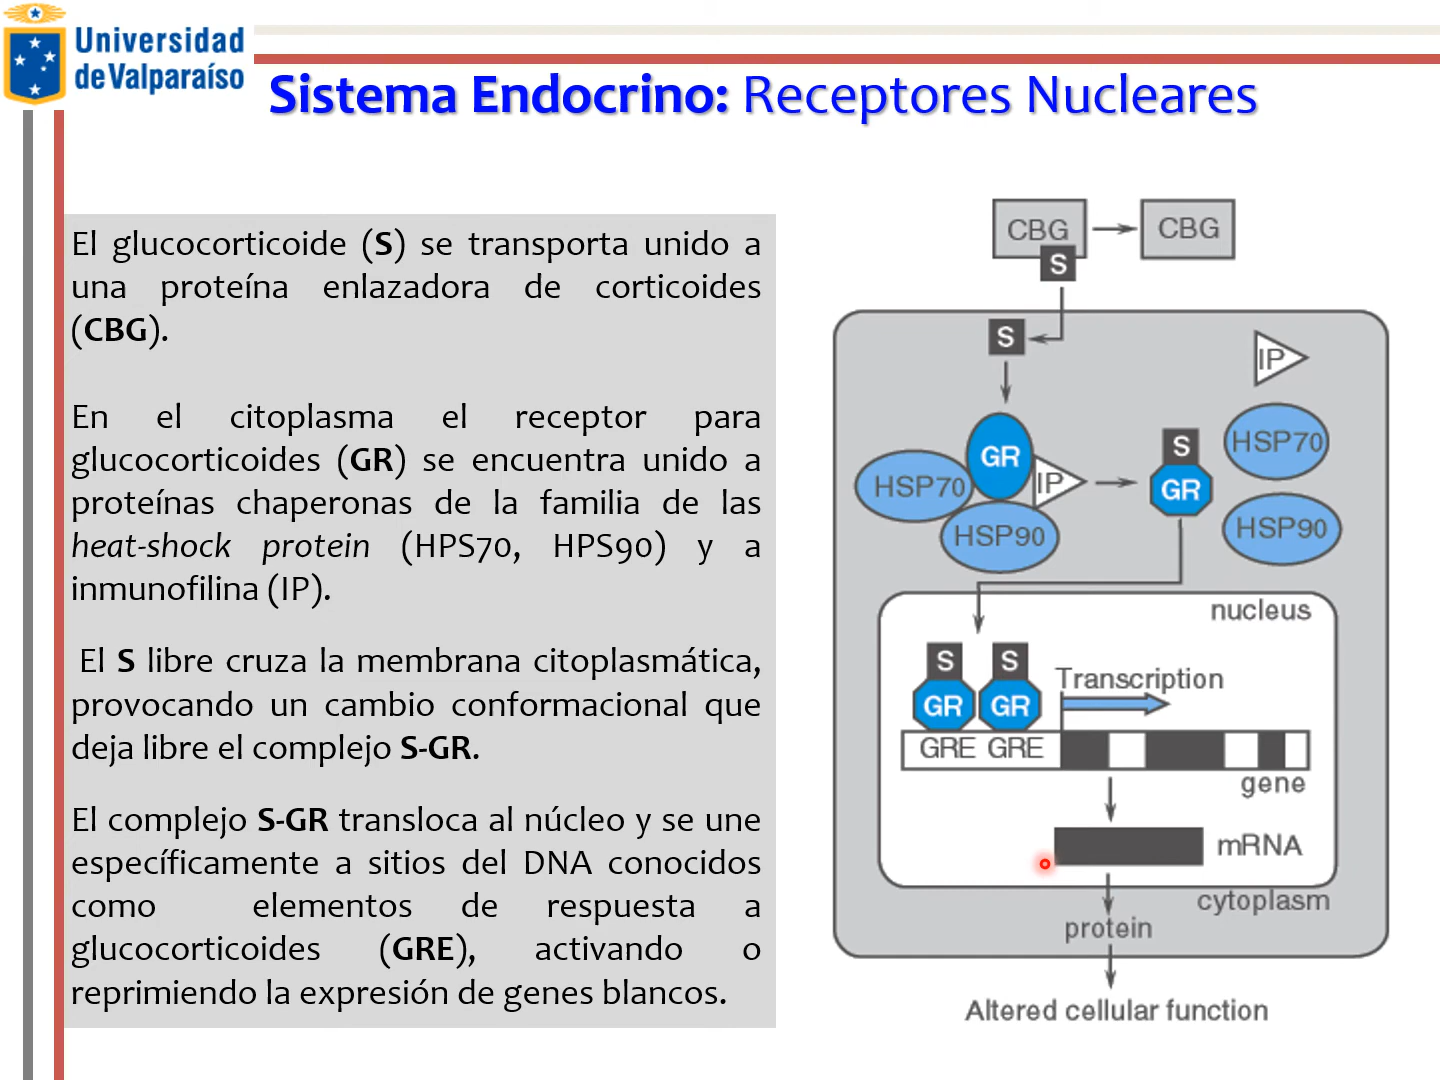 Universidad
de Valparaíso
Sistema Endocrino: Receptores Nucleares
El glucocorticoide (S) se transporta unido a
una proteína enlazadora de corticoides
(CBG).
En el citoplasma el receptor para
glucocorticoides (GR) se encuentra unido a
proteínas chaperonas de la familia de las
heat-shock protein (HPS70, HPS90) y a
inmunofilina (IP).
El S libre cruza la membrana citoplasmática,
provocando un cambio conformacional que
deja libre el complejo S-GR.
El complejo S-GR transloca al núcleo y se une
específicamente a sitios del DNA conocidos
como elementos de respuesta a
glucocorticoides (GRE), activando o
reprimiendo la expresión de genes blancos.
CBG
CBG
S
S
IP
GR
HSP70
IP
HSP90
S
GR
HSP70
HSP90
nucleus
S
S
Transcription
GR
GR
GRE
GRE
gene
mRNA
cytoplasm
protein
Altered cellular function